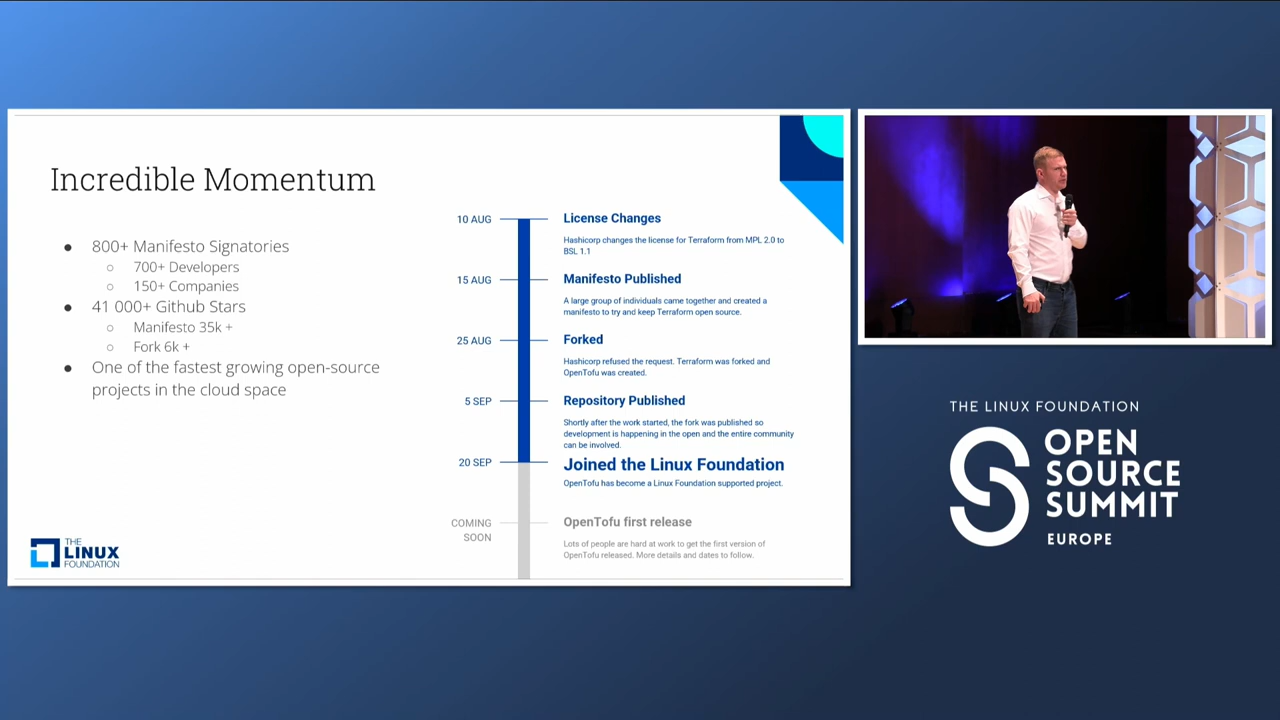 Incredible Momentum
● 800+ Manifesto Signatories
○ 700+ Developers
○ 150+ Companies
● 41 000+ Github Stars
○ Manifesto 35k +
○ Fork 6k +
● One of the fastest growing open-source
projects in the cloud space
10 AUG
License Changes
Hashicorp changes the license for Terraform from MPL 2.0 to
BSL 1.1
15 AUG
Manifesto Published
A large group of individuals came together and created a
manifesto to try and keep Terraform open source.
25 AUG
Forked
Hashicorp refused the request. Terraform was forked and
OpenTofu was created.
5 SEP
Repository Published
Shortly after the work started, the fork was published so
development is happening in the open and the entire community
can be involved.
20 SEP
Joined the Linux Foundation
OpenTofu has become a Linux Foundation supported project.
COMING
SOON
OpenTofu first release
Lots of people are hard at work to get the first version of
OpenTofu released. More details and dates to follow.
THE
LINUX
FOUNDATION
THE LINUX FOUNDATION
OPEN
SOURCE
SUMMIT
EUROPE